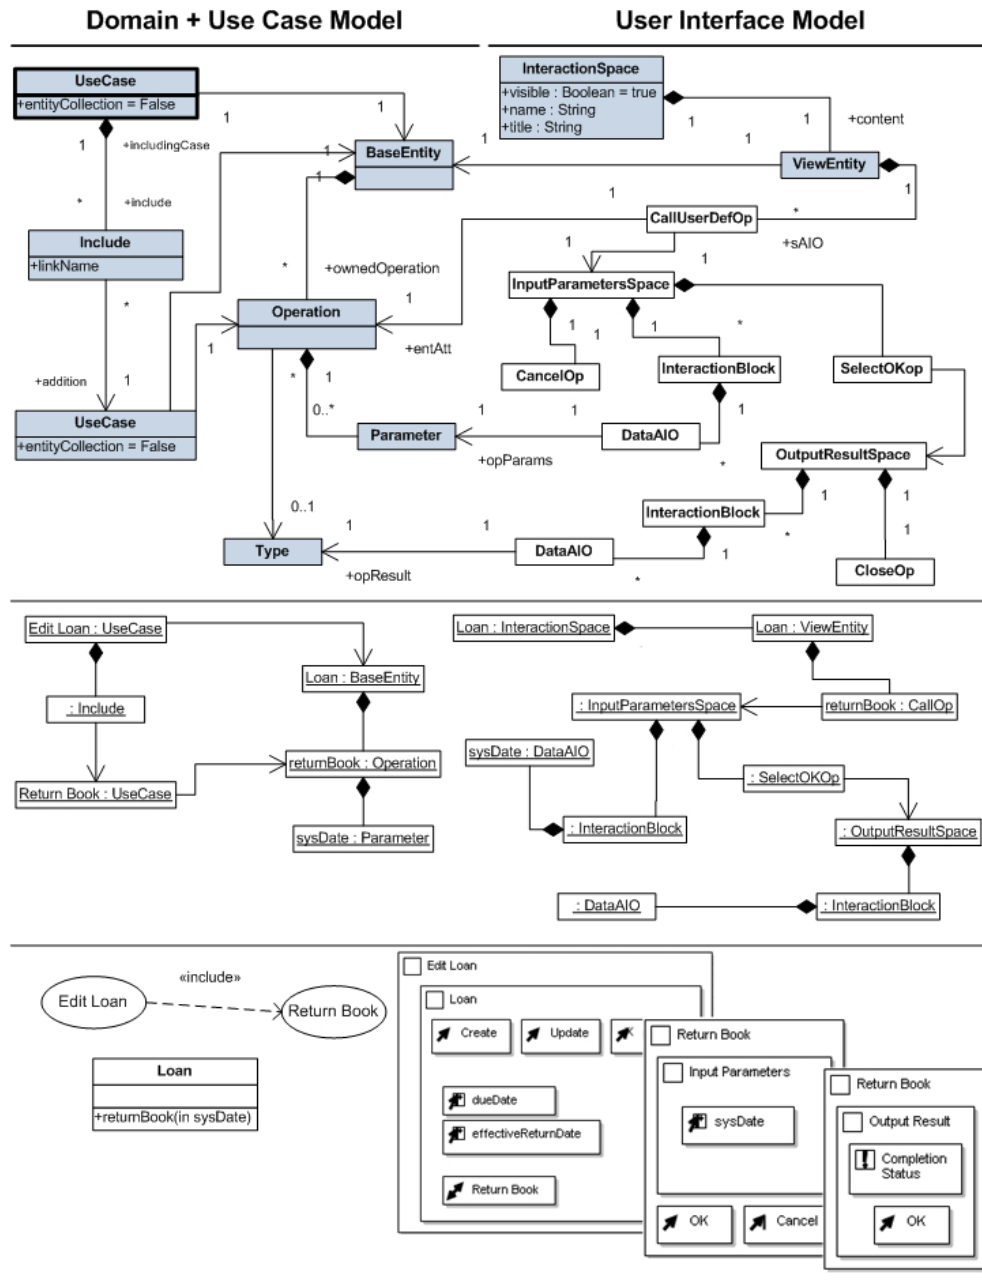 Domain + Use Case Model
User Interface Model
UseCase
+entityCollection = False
1
1
1
+includingCase
*
+include
Include
+linkName
*
+addition
1
UseCase
+entityCollection = False
BaseEntity
1
1
1
*
+ownedOperation
Operation
1
1
+entAtt
*
0..*
Parameter
1
1
+opParams
0..1
Type
1
1
+opResult
InteractionSpace
+visible : Boolean = true
+name : String
+title : String
1
1
+content
ViewEntity
1
1
1
CallUserDefOp
1
*
+sAIO
1
1
InputParametersSpace
1
1
1
*
CancelOp
InteractionBlock
SelectOKop
1
DataAIO
*
OutputResultSpace
1
1
InteractionBlock
*
1
1
DataAIO
*
CloseOp
Edit Loan : UseCase
Loan : BaseEntity
: Include
returnBook : Operation
Return Book : UseCase
sysDate : Parameter
Loan : InteractionSpace
Loan : ViewEntity
: InputParametersSpace
returnBook : CallOp
sysDate : DataAIO
: SelectOKOp
: InteractionBlock
: OutputResultSpace
: DataAIO
: InteractionBlock
«include»
Edit Loan
Return Book
Loan
+returnBook(in sysDate)
Edit Loan
Loan
Create
Update
dueDate
effectiveReturnDate
Return Book
Return Book
Input Parameters
sysDate
OK
Cancel
Return Book
Output Result
Completion
Status
OK